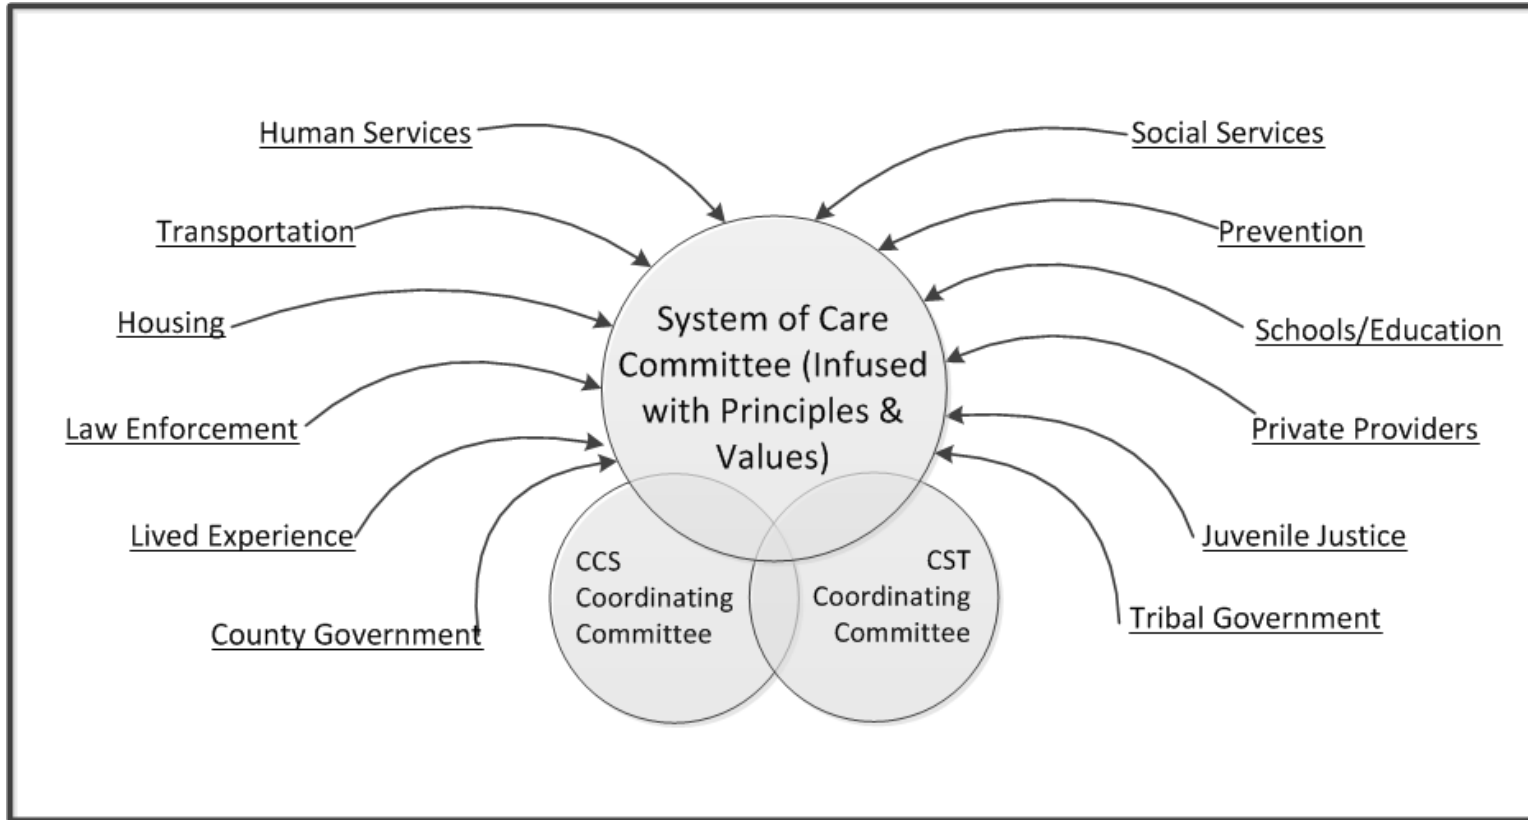 Human Services
Social Services
Transportation
Prevention
Housing
System of Care
Committee (Infused
with Principles &
Values)
Schools/Education
Law Enforcement
Private Providers
Lived Experience
Juvenile Justice
CCS
Coordinating
Committee
CST
Coordinating
Committee
County Government
Tribal Government